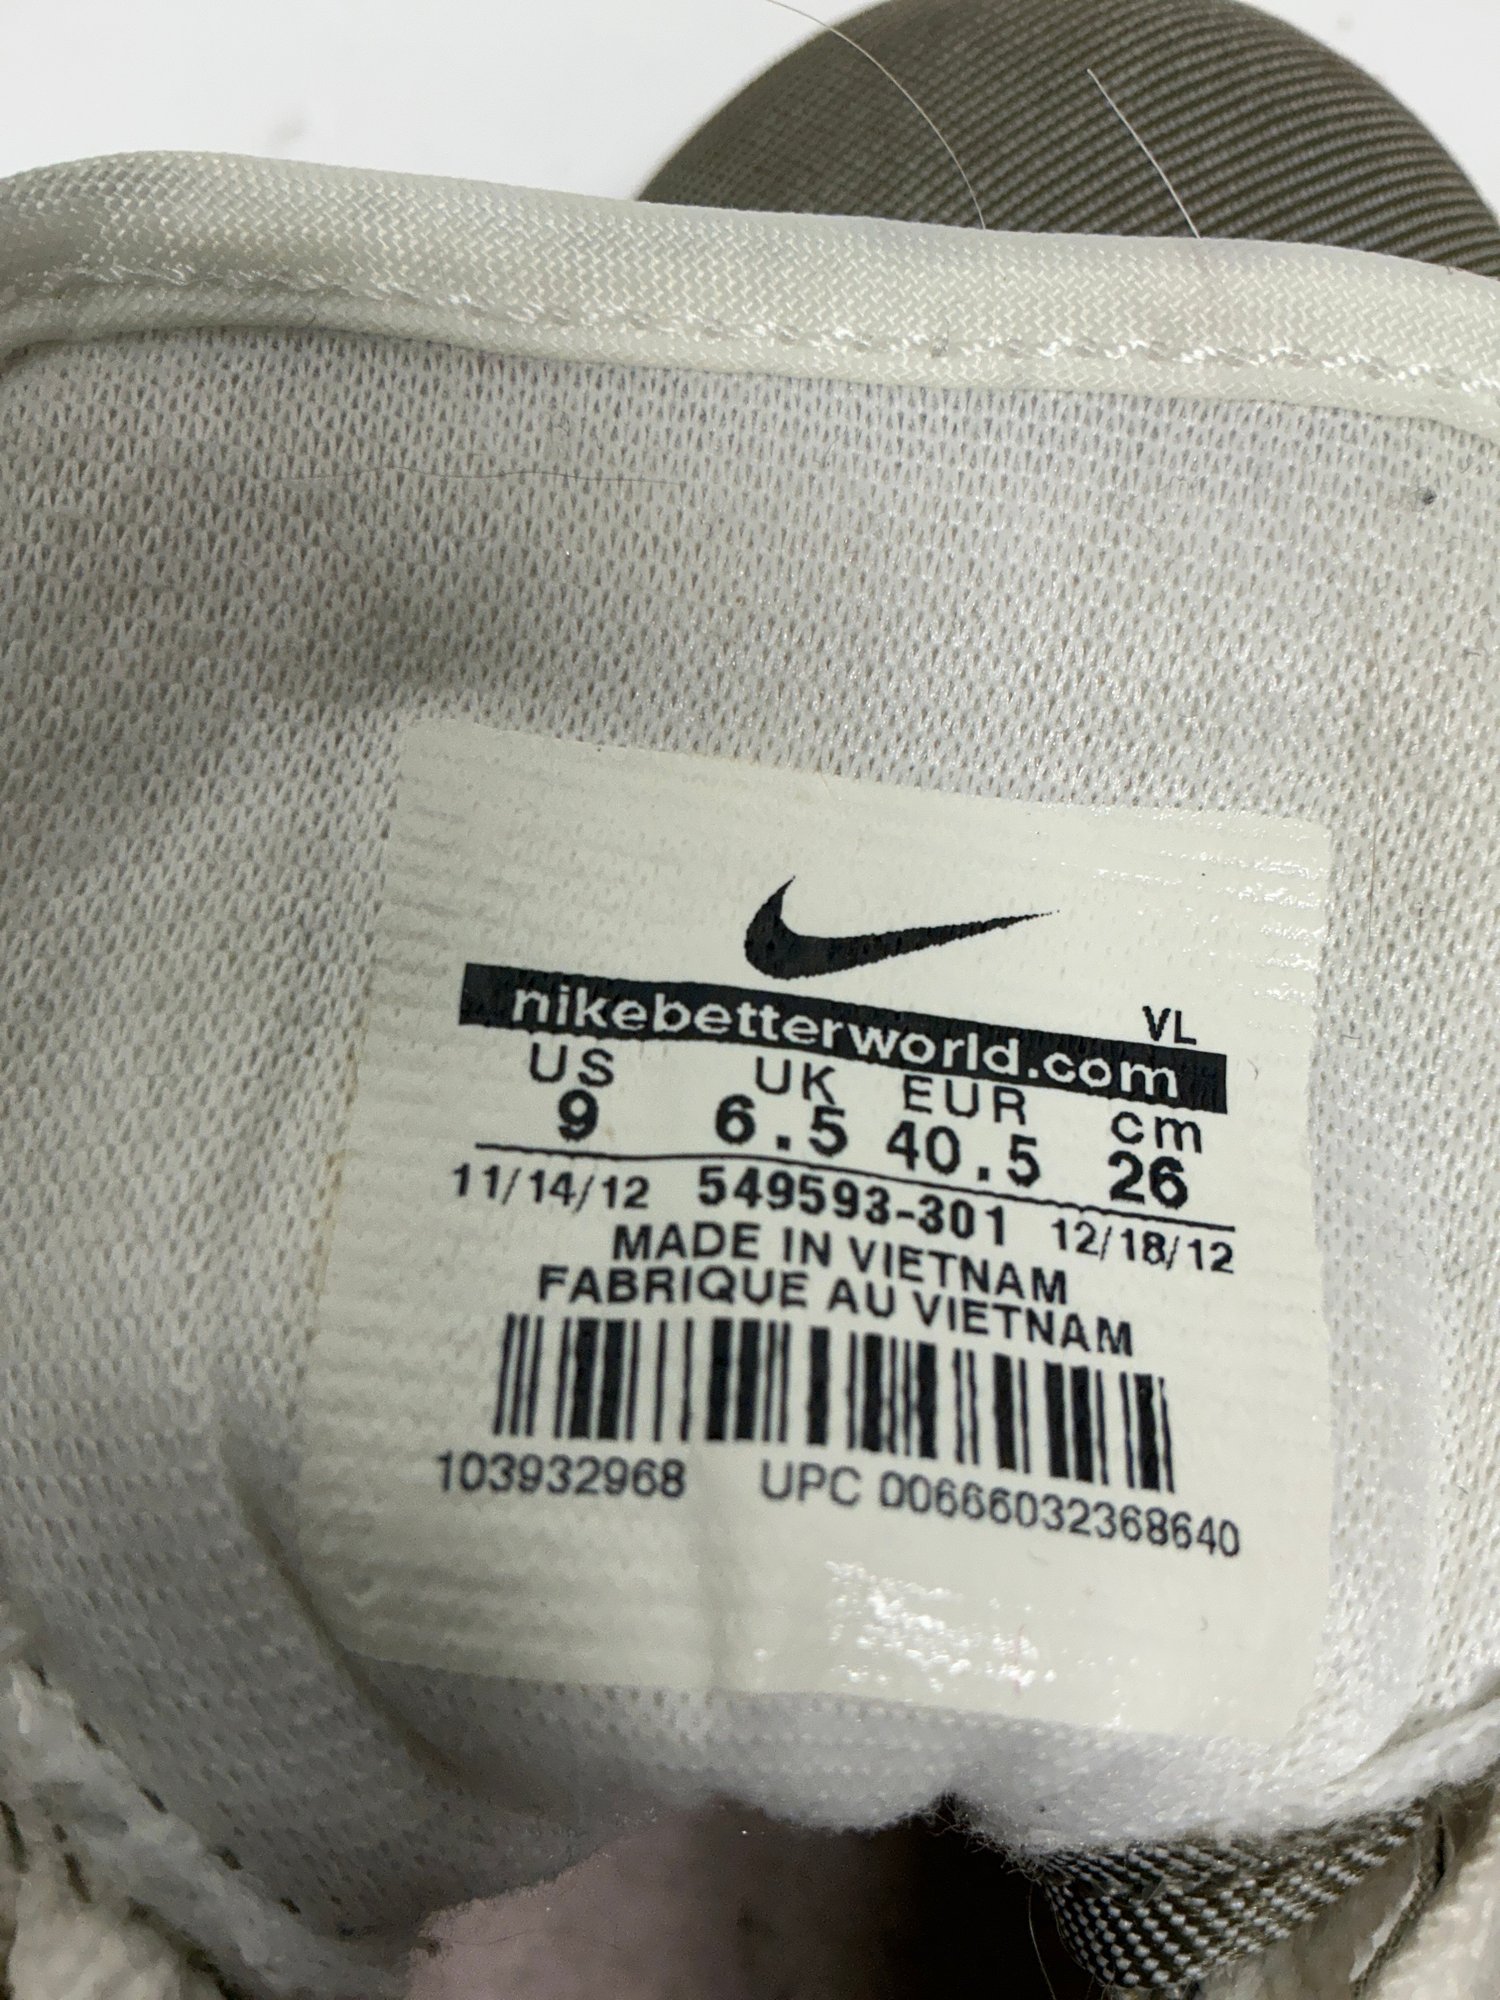 nikebetterworld.com VL
US UK EUR cm
9 6.5 40.5 26
11/14/12 549593-301 12/18/12
MADE IN VIETNAM
FABRIQUE AU VIETNAM
103932968 UPC 00666032368640